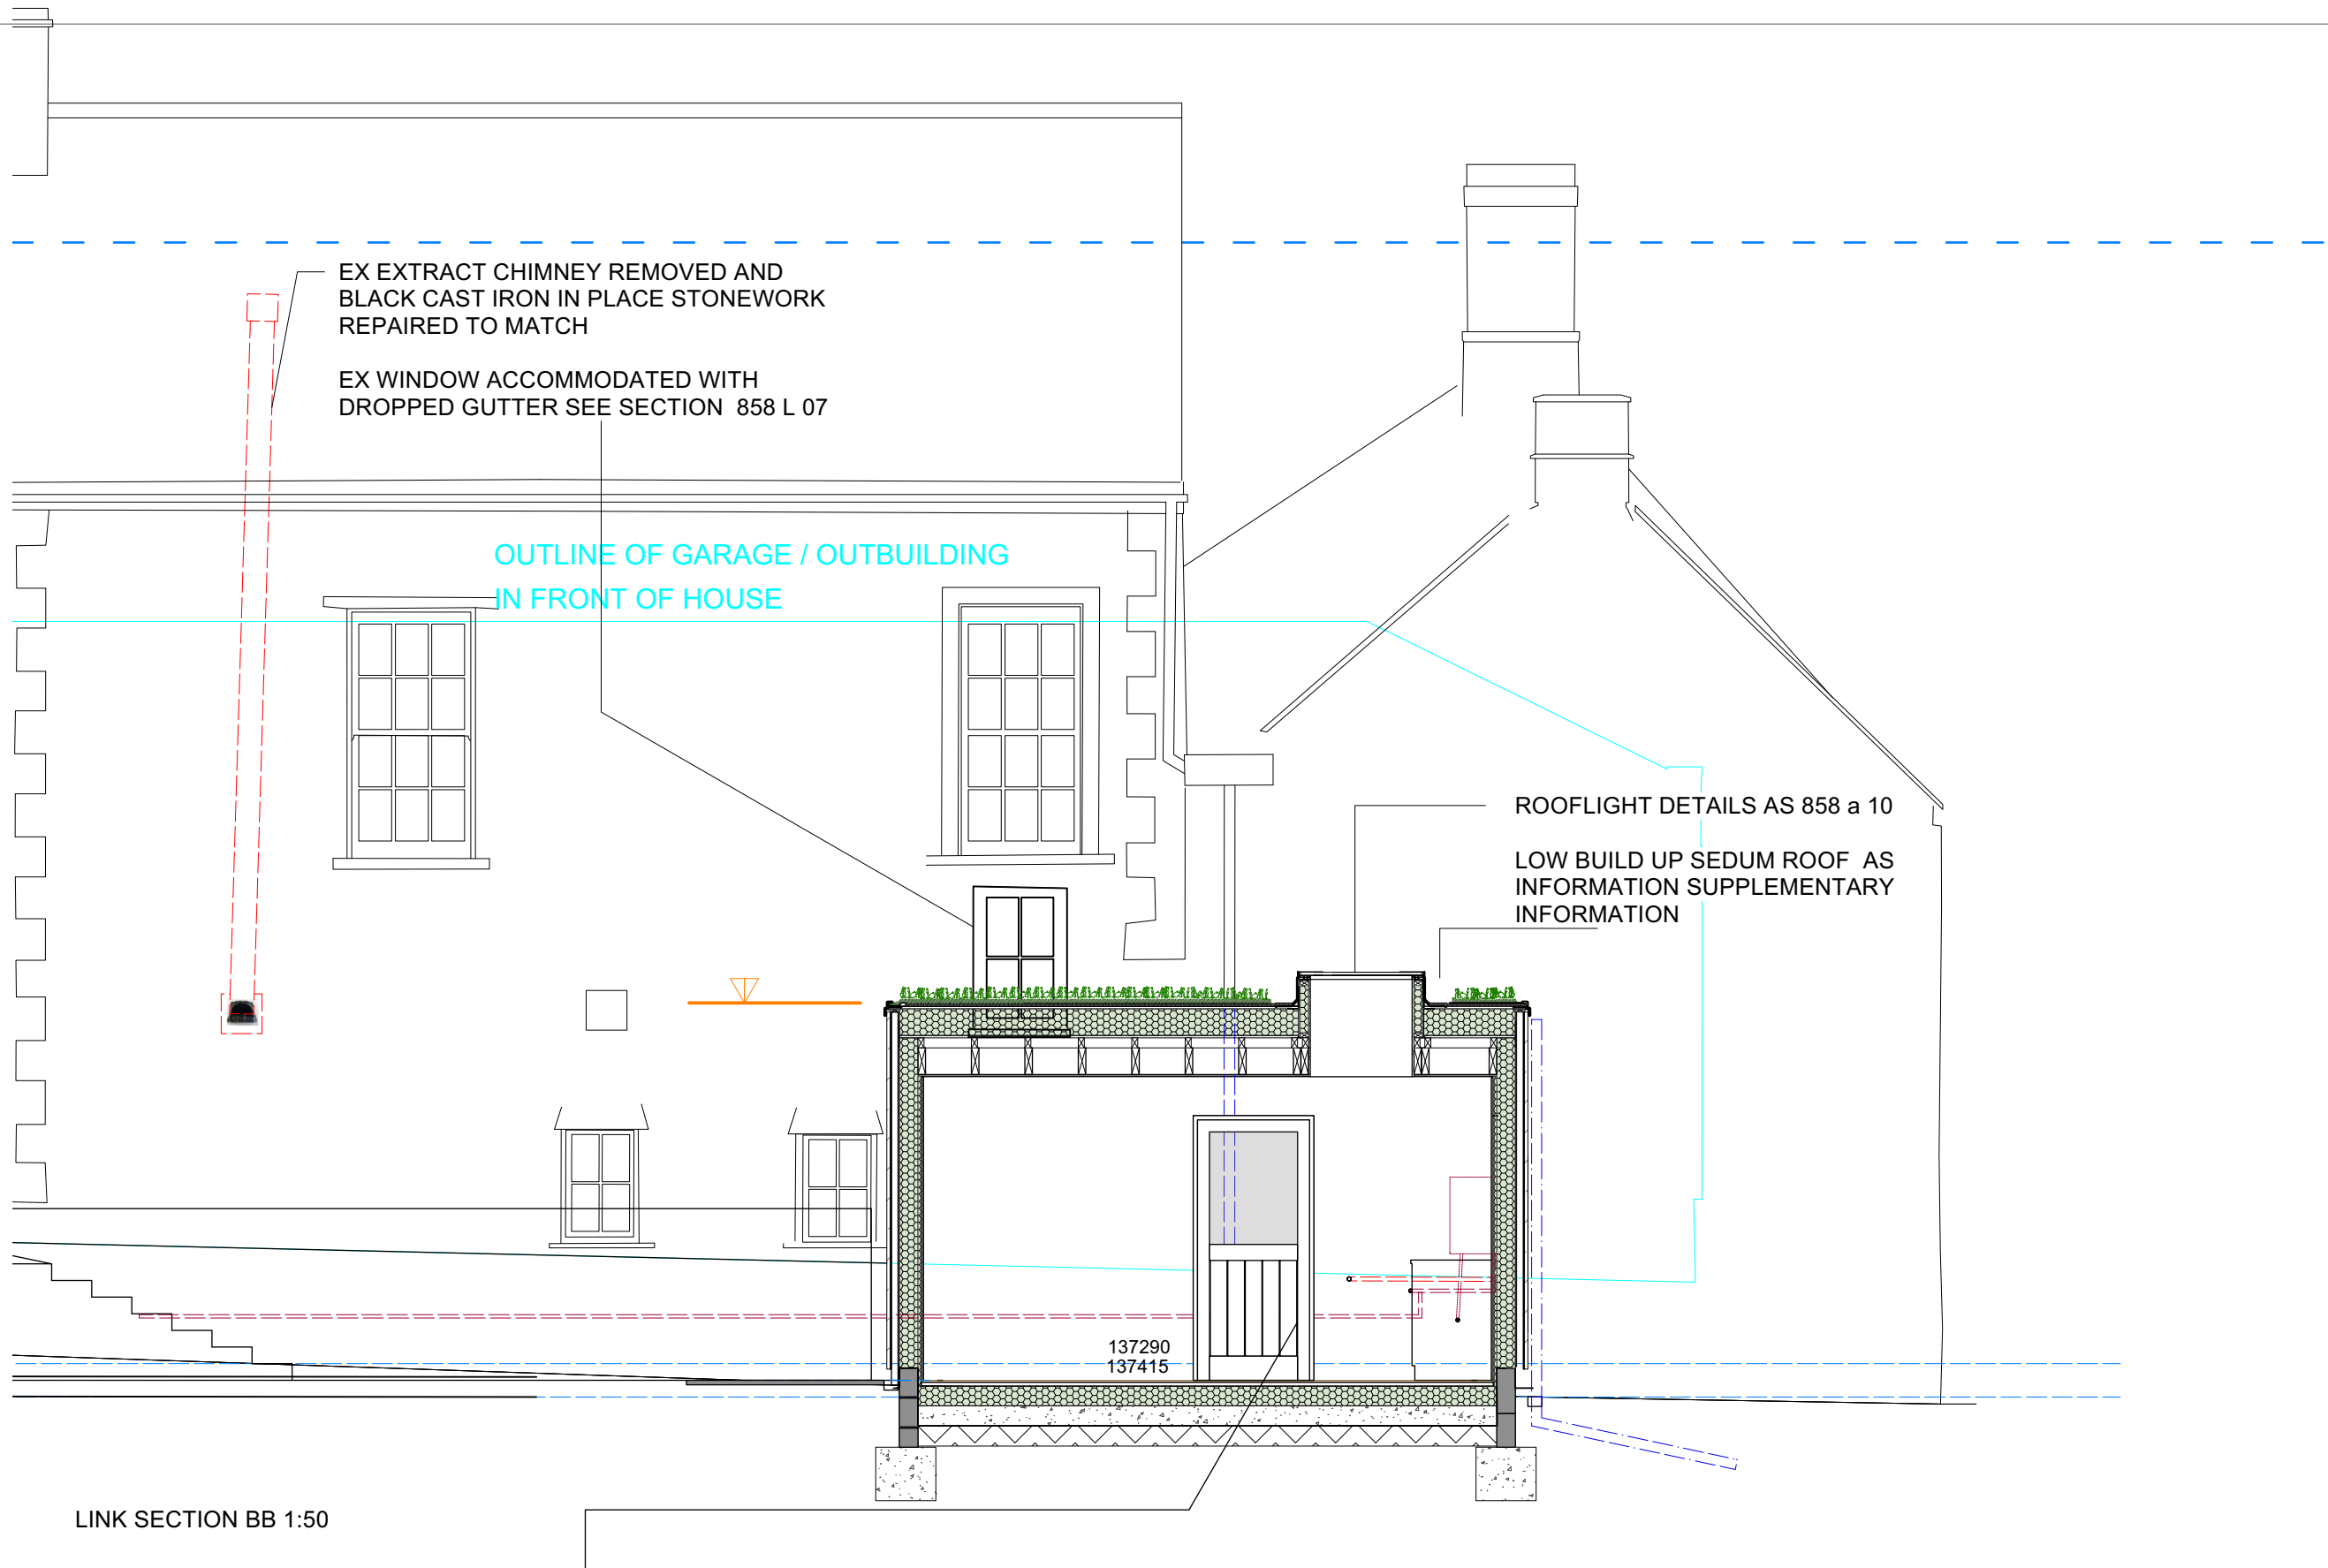 EX EXTRACT CHIMNEY REMOVED AND
BLACK CAST IRON IN PLACE STONEWORK
REPAIRED TO MATCH
EX WINDOW ACCOMMODATED WITH
DROPPED GUTTER SEE SECTION 858 L 07
OUTLINE OF GARAGE / OUTBUILDING
IN FRONT OF HOUSE
ROOFLIGHT DETAILS AS 858 a 10
LOW BUILD UP SEDUM ROOF AS
INFORMATION SUPPLEMENTARY
INFORMATION
137290
137415
LINK SECTION BB 1:50